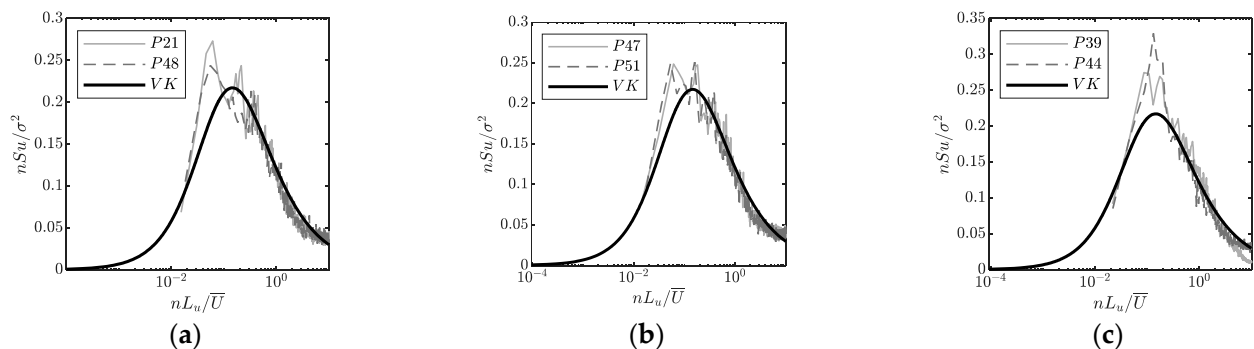 0.3
0.25
0.2
0.15
0.1
0.05
0
nSu/σ²
P21
P48
VK
10⁻²
10⁰
nLᵤ/U̅
(a)
0.3
0.25
0.2
0.15
0.1
0.05
0
nSu/σ²
P47
P51
VK
10⁻⁴
10⁻²
10⁰
nLᵤ/U̅
(b)
0.35
0.3
0.25
0.2
0.15
0.1
0.05
0
nSu/σ²
P39
P44
VK
10⁻⁴
10⁻²
10⁰
nLᵤ/U̅
(c)